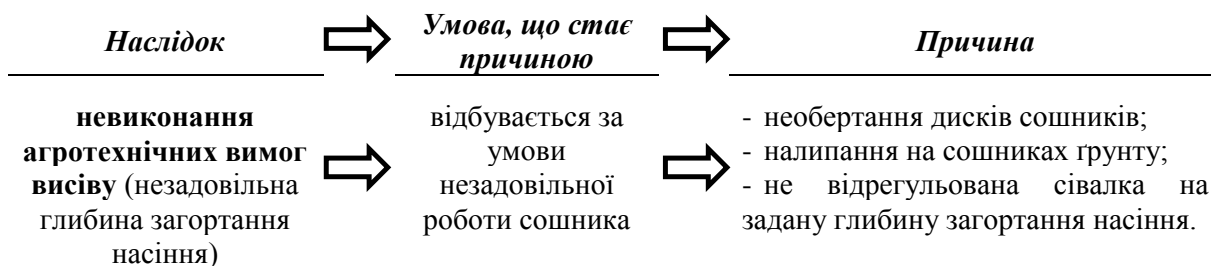 Наслідок
Умова, що стає
причиною
Причина
невиконання
агротехнічних вимог
висіву (незадовільна
глибина загортання
насіння)
відбувається за
умови
незадовільної
роботи сошника
- необертання дисків сошників;
- налипання на сошниках ґрунту;
- не відрегульована сівалка на
задану глибину загортання насіння.